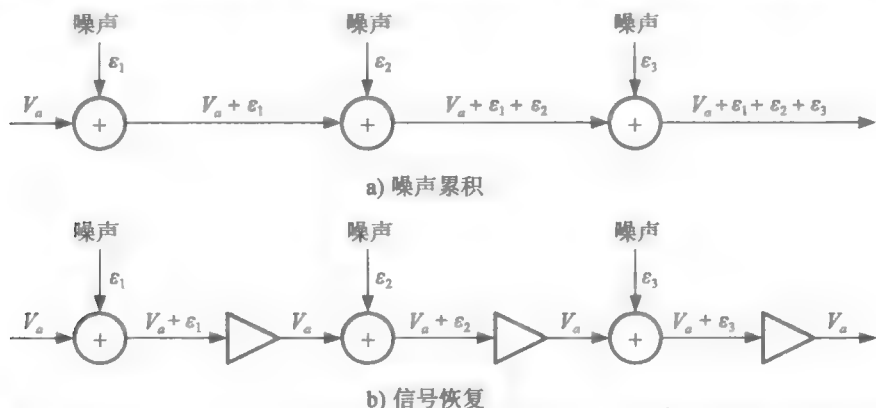 噪声 噪声 噪声
ε₁ ε₂ ε₃
Vₐ + Vₐ + ε₁ + Vₐ + ε₁ + ε₂ + Vₐ + ε₁ + ε₂ + ε₃
a) 噪声累积
噪声 噪声 噪声
ε₁ ε₂ ε₃
Vₐ + Vₐ + ε₁ Vₐ + Vₐ + ε₂ Vₐ + Vₐ + ε₃ Vₐ
b) 信号恢复